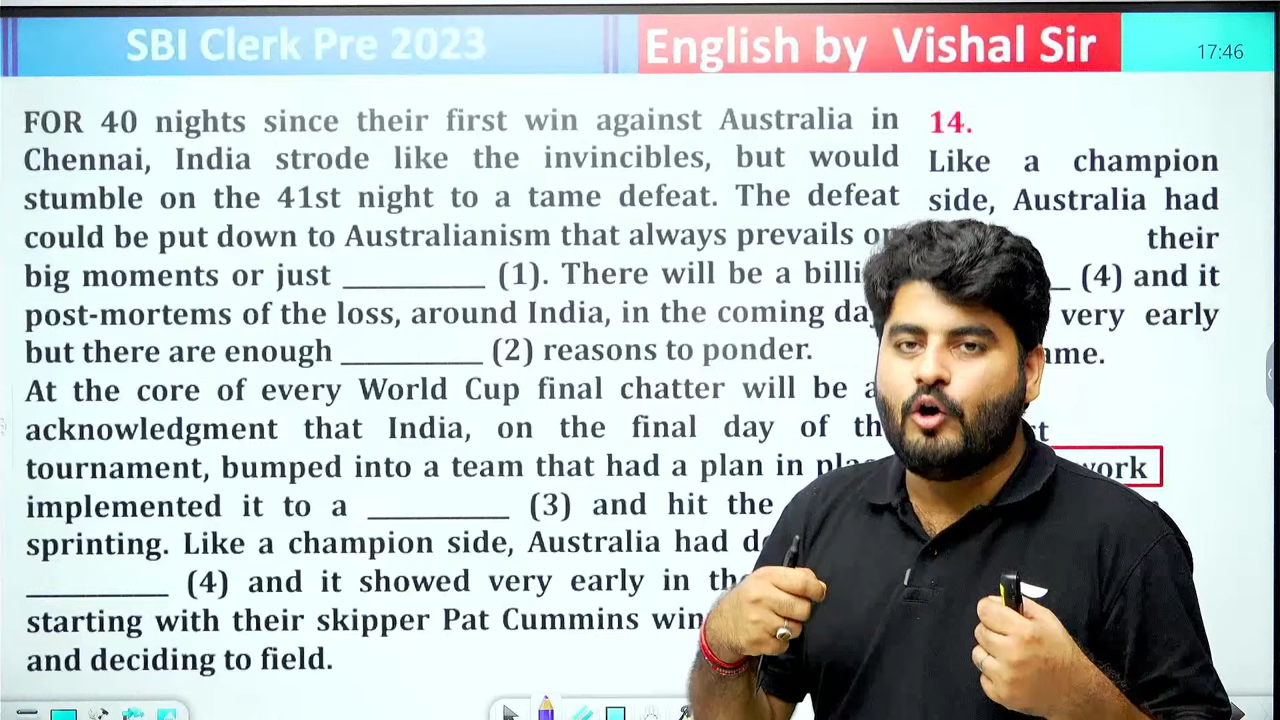 SBI Clerk Pre 2023
English by Vishal Sir
17:46
FOR 40 nights since their first win against Australia in
Chennai, India strode like the invincibles, but would
stumble on the 41st night to a tame defeat. The defeat
could be put down to Australianism that always prevails
big moments or just __________ (1). There will be a
post-mortems of the loss, around India, in the coming
but there are enough __________ (2) reasons to ponder.
At the core of every World Cup final chatter will be
acknowledgment that India, on the final day of
tournament, bumped into a team that had a plan in
implemented it to a __________ (3) and hit the
sprinting. Like a champion side, Australia had
__________ (4) and it showed very early in
starting with their skipper Pat Cummins
and deciding to field.
14.
Like a champion
side, Australia had
their
(4) and it
very early